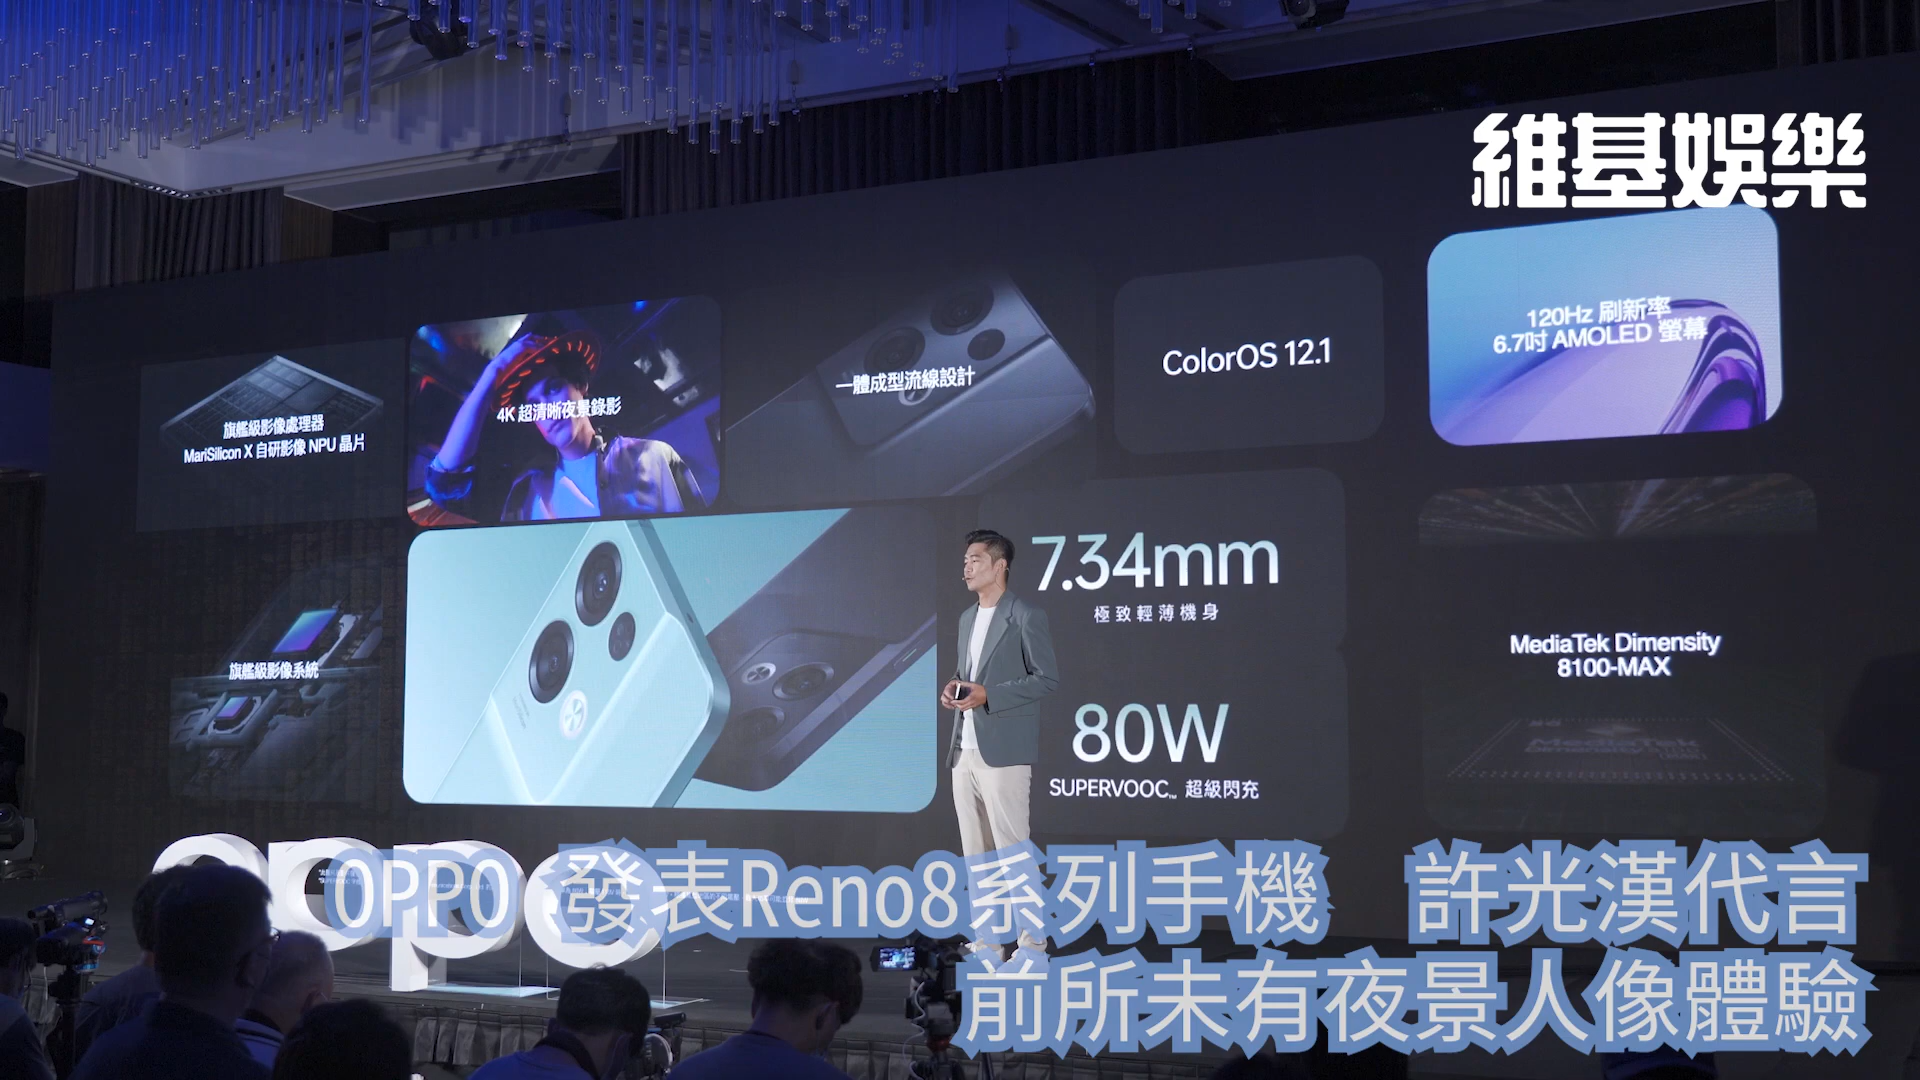 維基娛樂
120Hz 刷新率
6.7吋 AMOLED 螢幕
ColorOS 12.1
一體成型流線設計
4K 超清晰夜景錄影
旗艦級影像處理器
MariSilicon X 自研影像 NPU 晶片
7.34mm
極致輕薄機身
旗艦級影像系統
MediaTek Dimensity
8100-MAX
80W
SUPERVOOC™ 超級閃充
oppo
OPPO 發表Reno8系列手機 許光漢代言
前所未有夜景人像體驗